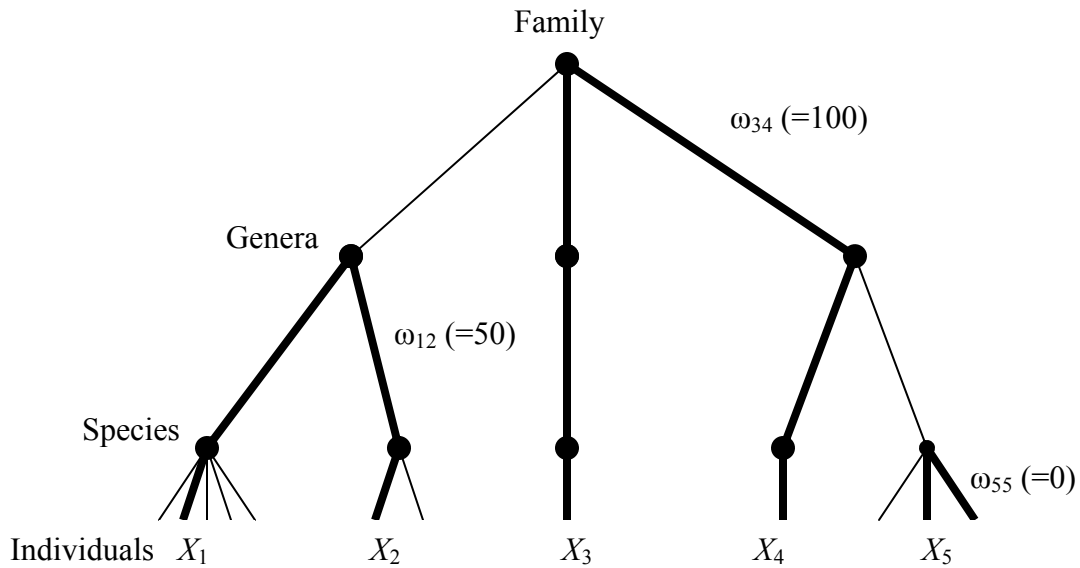 Family
ω₃₄ (=100)
Genera
ω₁₂ (=50)
Species
ω₅₅ (=0)
Individuals X₁ X₂ X₃ X₄ X₅